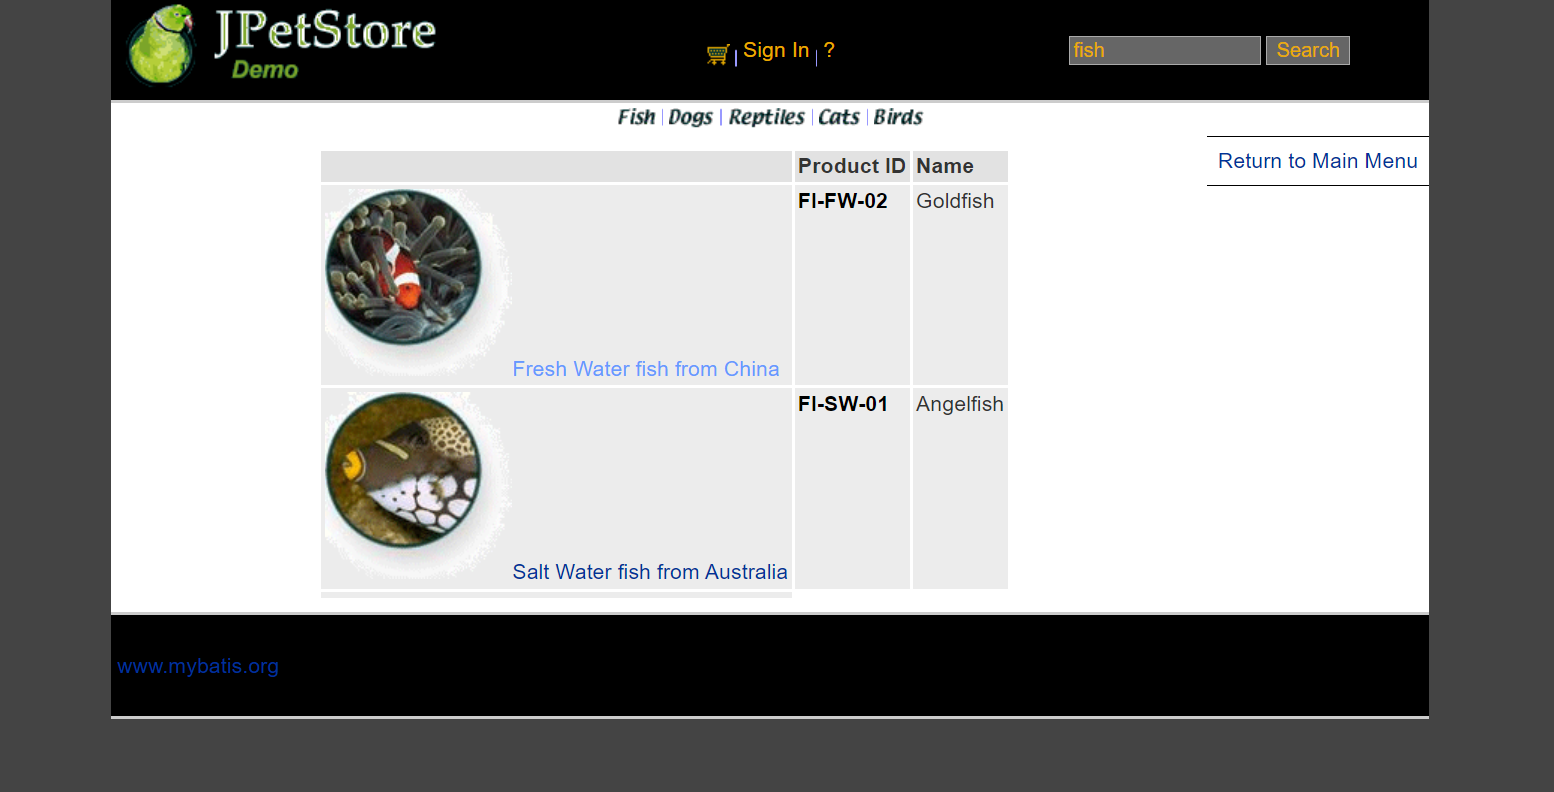 JPetStore
Demo
Sign In ?
fish Search
Fish Dogs Reptiles Cats Birds
Return to Main Menu
Product ID Name
FI-FW-02 Goldfish
Fresh Water fish from China
FI-SW-01 Angelfish
Salt Water fish from Australia
www.mybatis.org